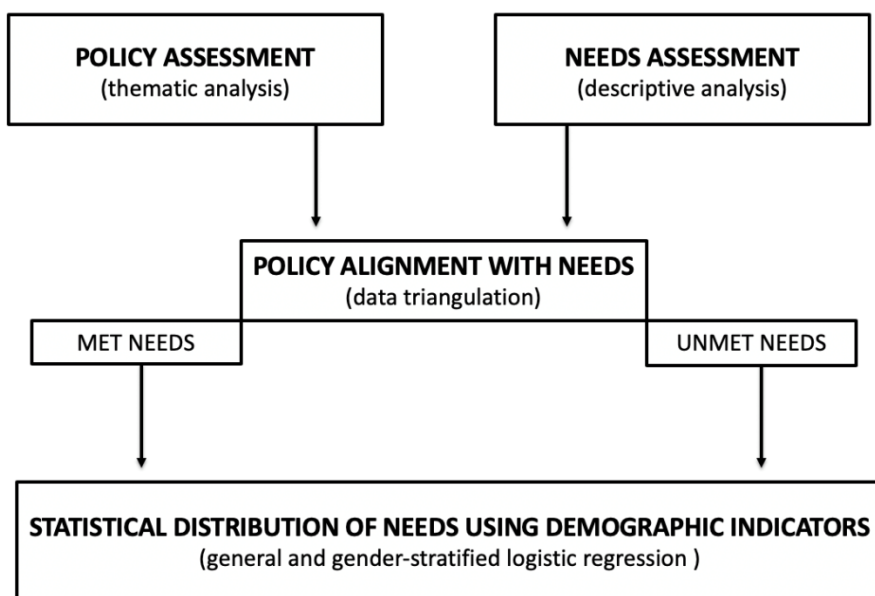 POLICY ASSESSMENT
(thematic analysis)
NEEDS ASSESSMENT
(descriptive analysis)
POLICY ALIGNMENT WITH NEEDS
(data triangulation)
MET NEEDS
UNMET NEEDS
STATISTICAL DISTRIBUTION OF NEEDS USING DEMOGRAPHIC INDICATORS
(general and gender-stratified logistic regression )